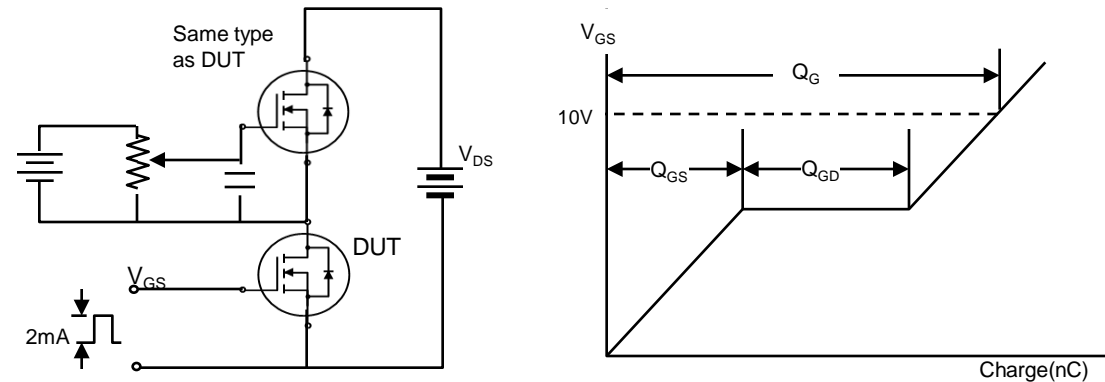 Same type
as DUT
V_DS
DUT
V_GS
2mA
V_GS
Q_G
10V
Q_GS
Q_GD
Charge(nC)